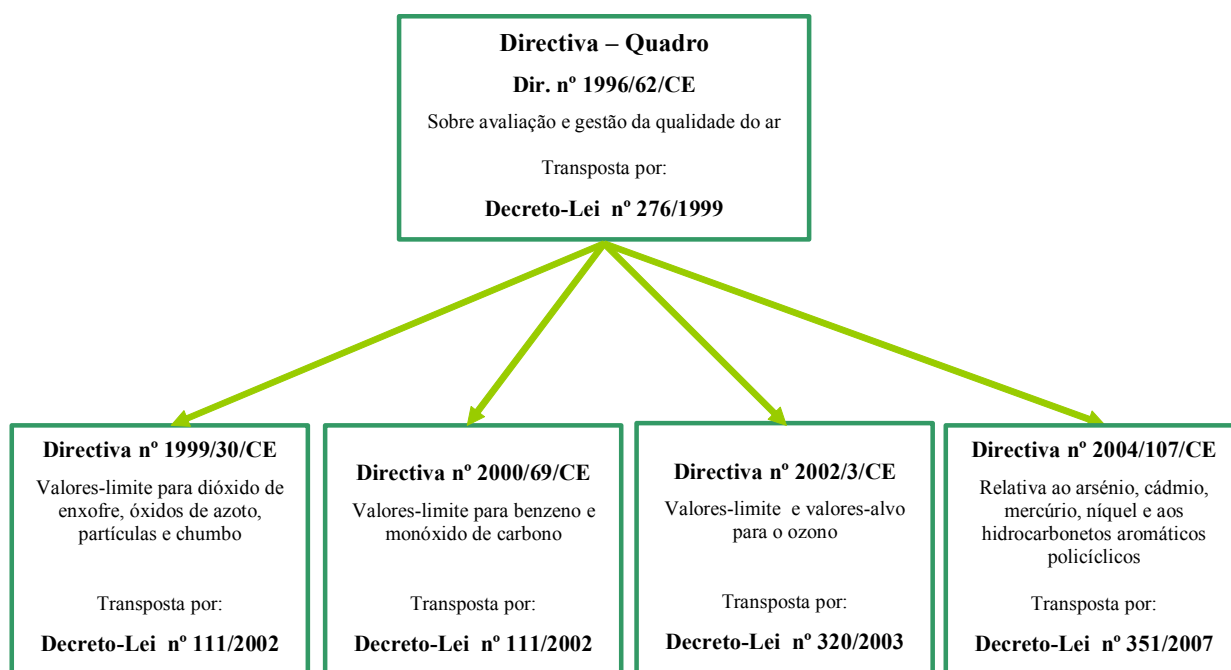 Directiva – Quadro
Dir. nº 1996/62/CE
Sobre avaliação e gestão da qualidade do ar
Transposta por:
Decreto-Lei nº 276/1999
Directiva nº 1999/30/CE
Valores-limite para dióxido de
enxofre, óxidos de azoto,
partículas e chumbo
Transposta por:
Decreto-Lei nº 111/2002
Directiva nº 2000/69/CE
Valores-limite para benzeno e
monóxido de carbono
Transposta por:
Decreto-Lei nº 111/2002
Directiva nº 2002/3/CE
Valores-limite e valores-alvo
para o ozono
Transposta por:
Decreto-Lei nº 320/2003
Directiva nº 2004/107/CE
Relativa ao arsénio, cádmio,
mercúrio, níquel e aos
hidrocarbonetos aromáticos
policíclicos
Transposta por:
Decreto-Lei nº 351/2007